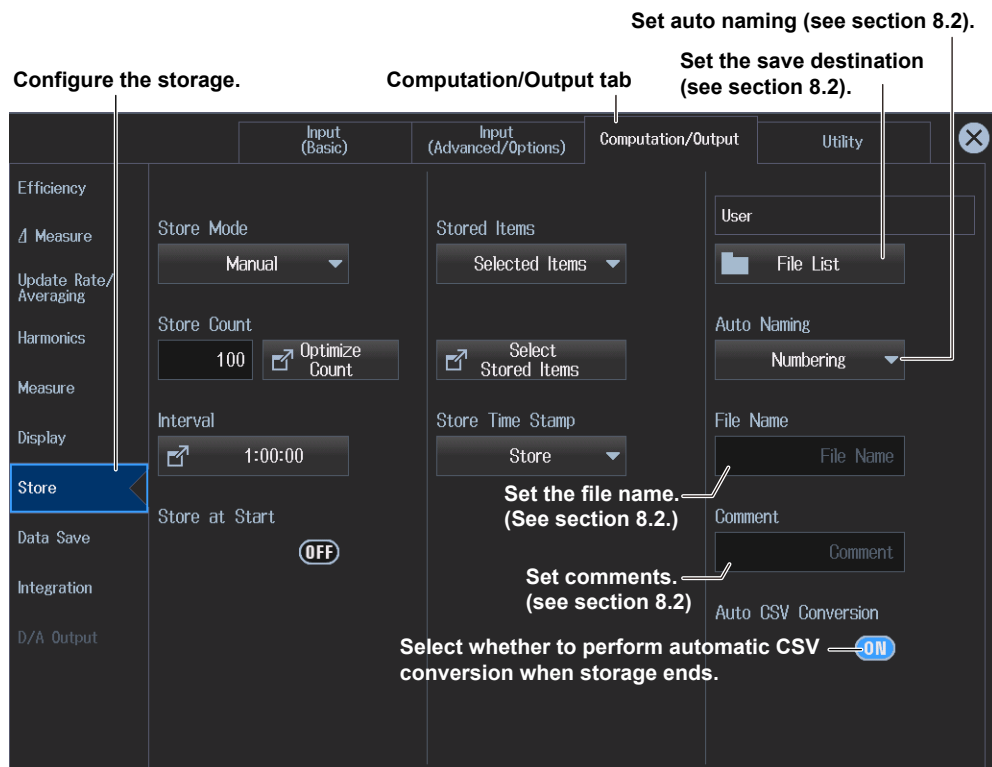 Set auto naming (see section 8.2).
Set the save destination
(see section 8.2).
Configure the storage.
Computation/Output tab
Input
(Basic)
Input
(Advanced/Options)
Computation/Output
Utility
Efficiency
⊿ Measure
Update Rate/
Averaging
Harmonics
Measure
Display
Store
Data Save
Integration
D/A Output
Store Mode
Manual
Store Count
100
Optimize
Count
Interval
1:00:00
Store at Start
OFF
Stored Items
Selected Items
Select
Stored Items
Store Time Stamp
Store
User
File List
Auto Naming
Numbering
File Name
File Name
Set the file name.
(See section 8.2.)
Comment
Comment
Set comments.
(see section 8.2)
Auto CSV Conversion
ON
Select whether to perform automatic CSV
conversion when storage ends.